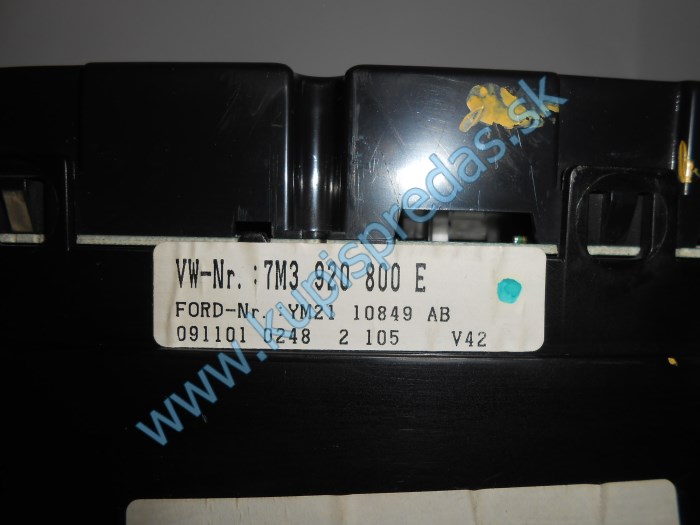 VW-Nr. :7M3 920 800 E
FORD-Nr. :YM21 10849 AB
091101 0248 2 105 V42
www.kupispredas.sk